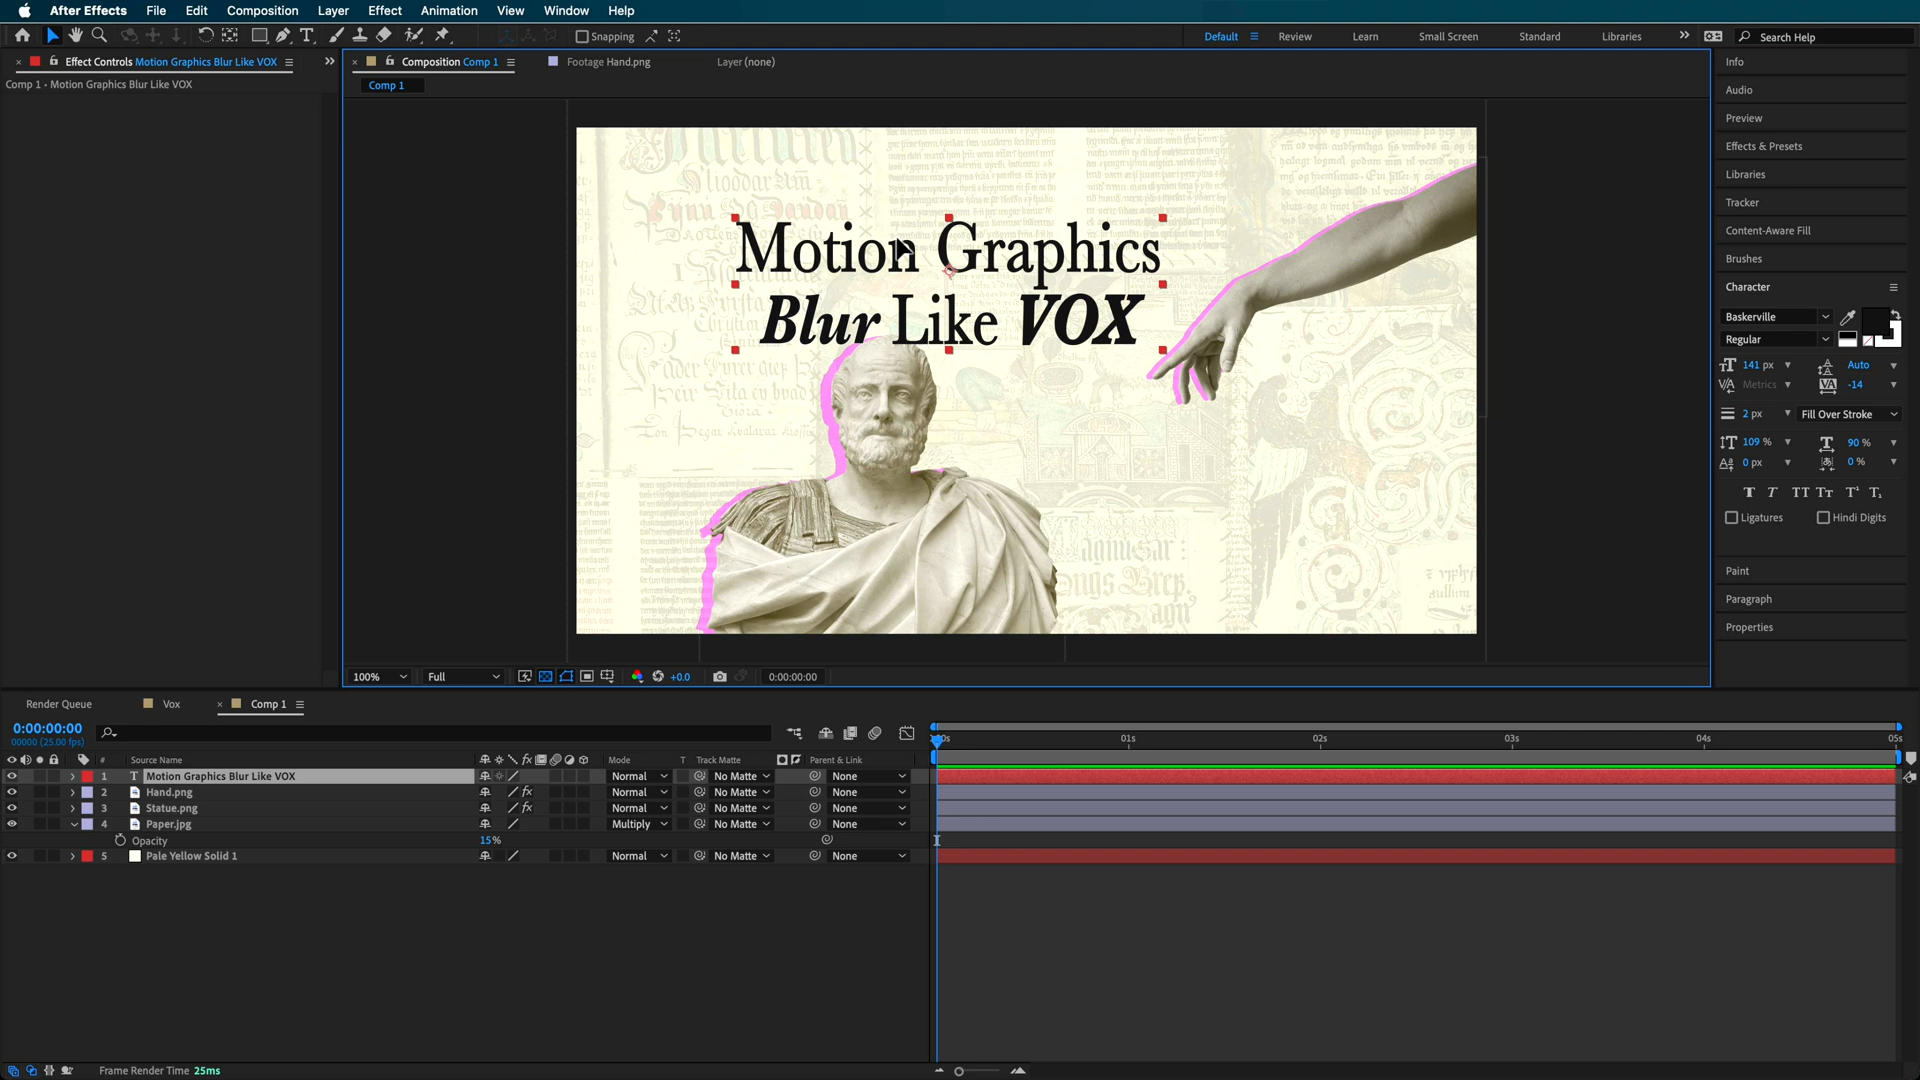 After Effects File Edit Composition Layer Effect Animation View Window Help
Snapping Default Review Learn Small Screen Standard Libraries Search Help
Effect Controls Motion Graphics Blur Like VOX
Comp 1 • Motion Graphics Blur Like VOX
Composition Comp 1 Footage Hand.png Layer (none)
Comp 1
Motion Graphics
Blur Like VOX
100% Full +0.0 0:00:00:00
Info
Audio
Preview
Effects & Presets
Libraries
Tracker
Content-Aware Fill
Brushes
Character
Baskerville
Regular
141 px Auto
Metrics -14
2 px Fill Over Stroke
109 % 90 %
0 px 0 %
Ligatures Hindi Digits
Paint
Paragraph
Properties
Render Queue Vox Comp 1
0:00:00:00
00000 (25.00 fps)
01s 02s 03s 04s 05s
# Source Name Mode T Track Matte Parent & Link
1 Motion Graphics Blur Like VOX Normal No Matte None
2 Hand.png Normal No Matte None
3 Statue.png Normal No Matte None
4 Paper.jpg Multiply No Matte None
Opacity 15%
5 Pale Yellow Solid 1 Normal No Matte None
Frame Render Time 25ms